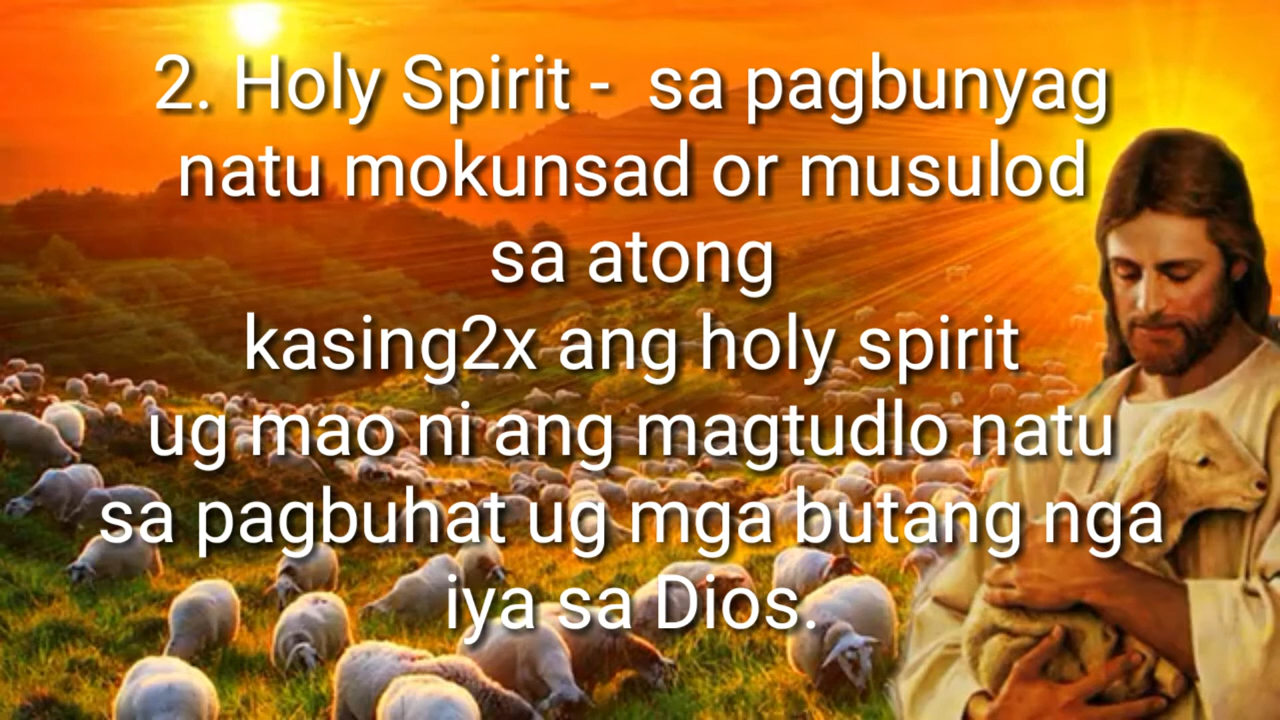 2. Holy Spirit -  sa pagbunyag
natu mokunsad or musulod
sa atong
kasing2x ang holy spirit
ug mao ni ang magtudlo natu
sa pagbuhat ug mga butang nga
iya sa Dios.